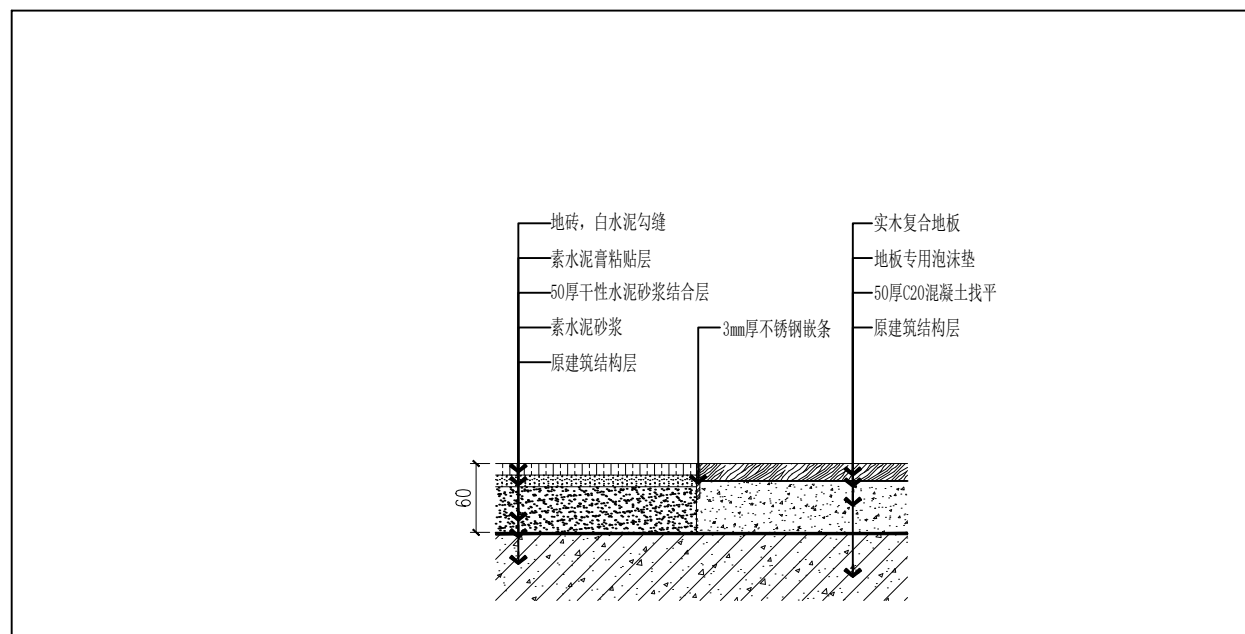 地砖，白水泥勾缝
素水泥膏粘贴层
50厚干性水泥砂浆结合层
素水泥砂浆
原建筑结构层
3mm厚不锈钢嵌条
实木复合地板
地板专用泡沫垫
50厚C20混凝土找平
原建筑结构层
60